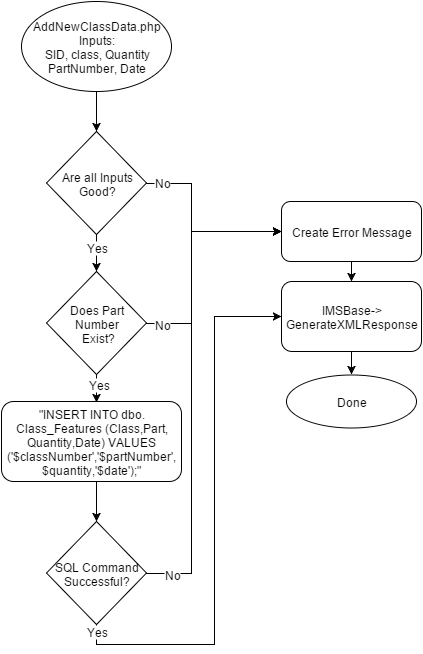 AddNewClassData.php
Inputs:
SID, class, Quantity
PartNumber, Date
Are all Inputs
Good?
No
Yes
Create Error Message
Does Part
Number
Exist?
No
IMSBase->
GenerateXMLResponse
Yes
Done
"INSERT INTO dbo.
Class_Features (Class,Part,
Quantity,Date) VALUES
('$classNumber','$partNumber',
$quantity,'$date');"
SQL Command
Successful?
No
Yes